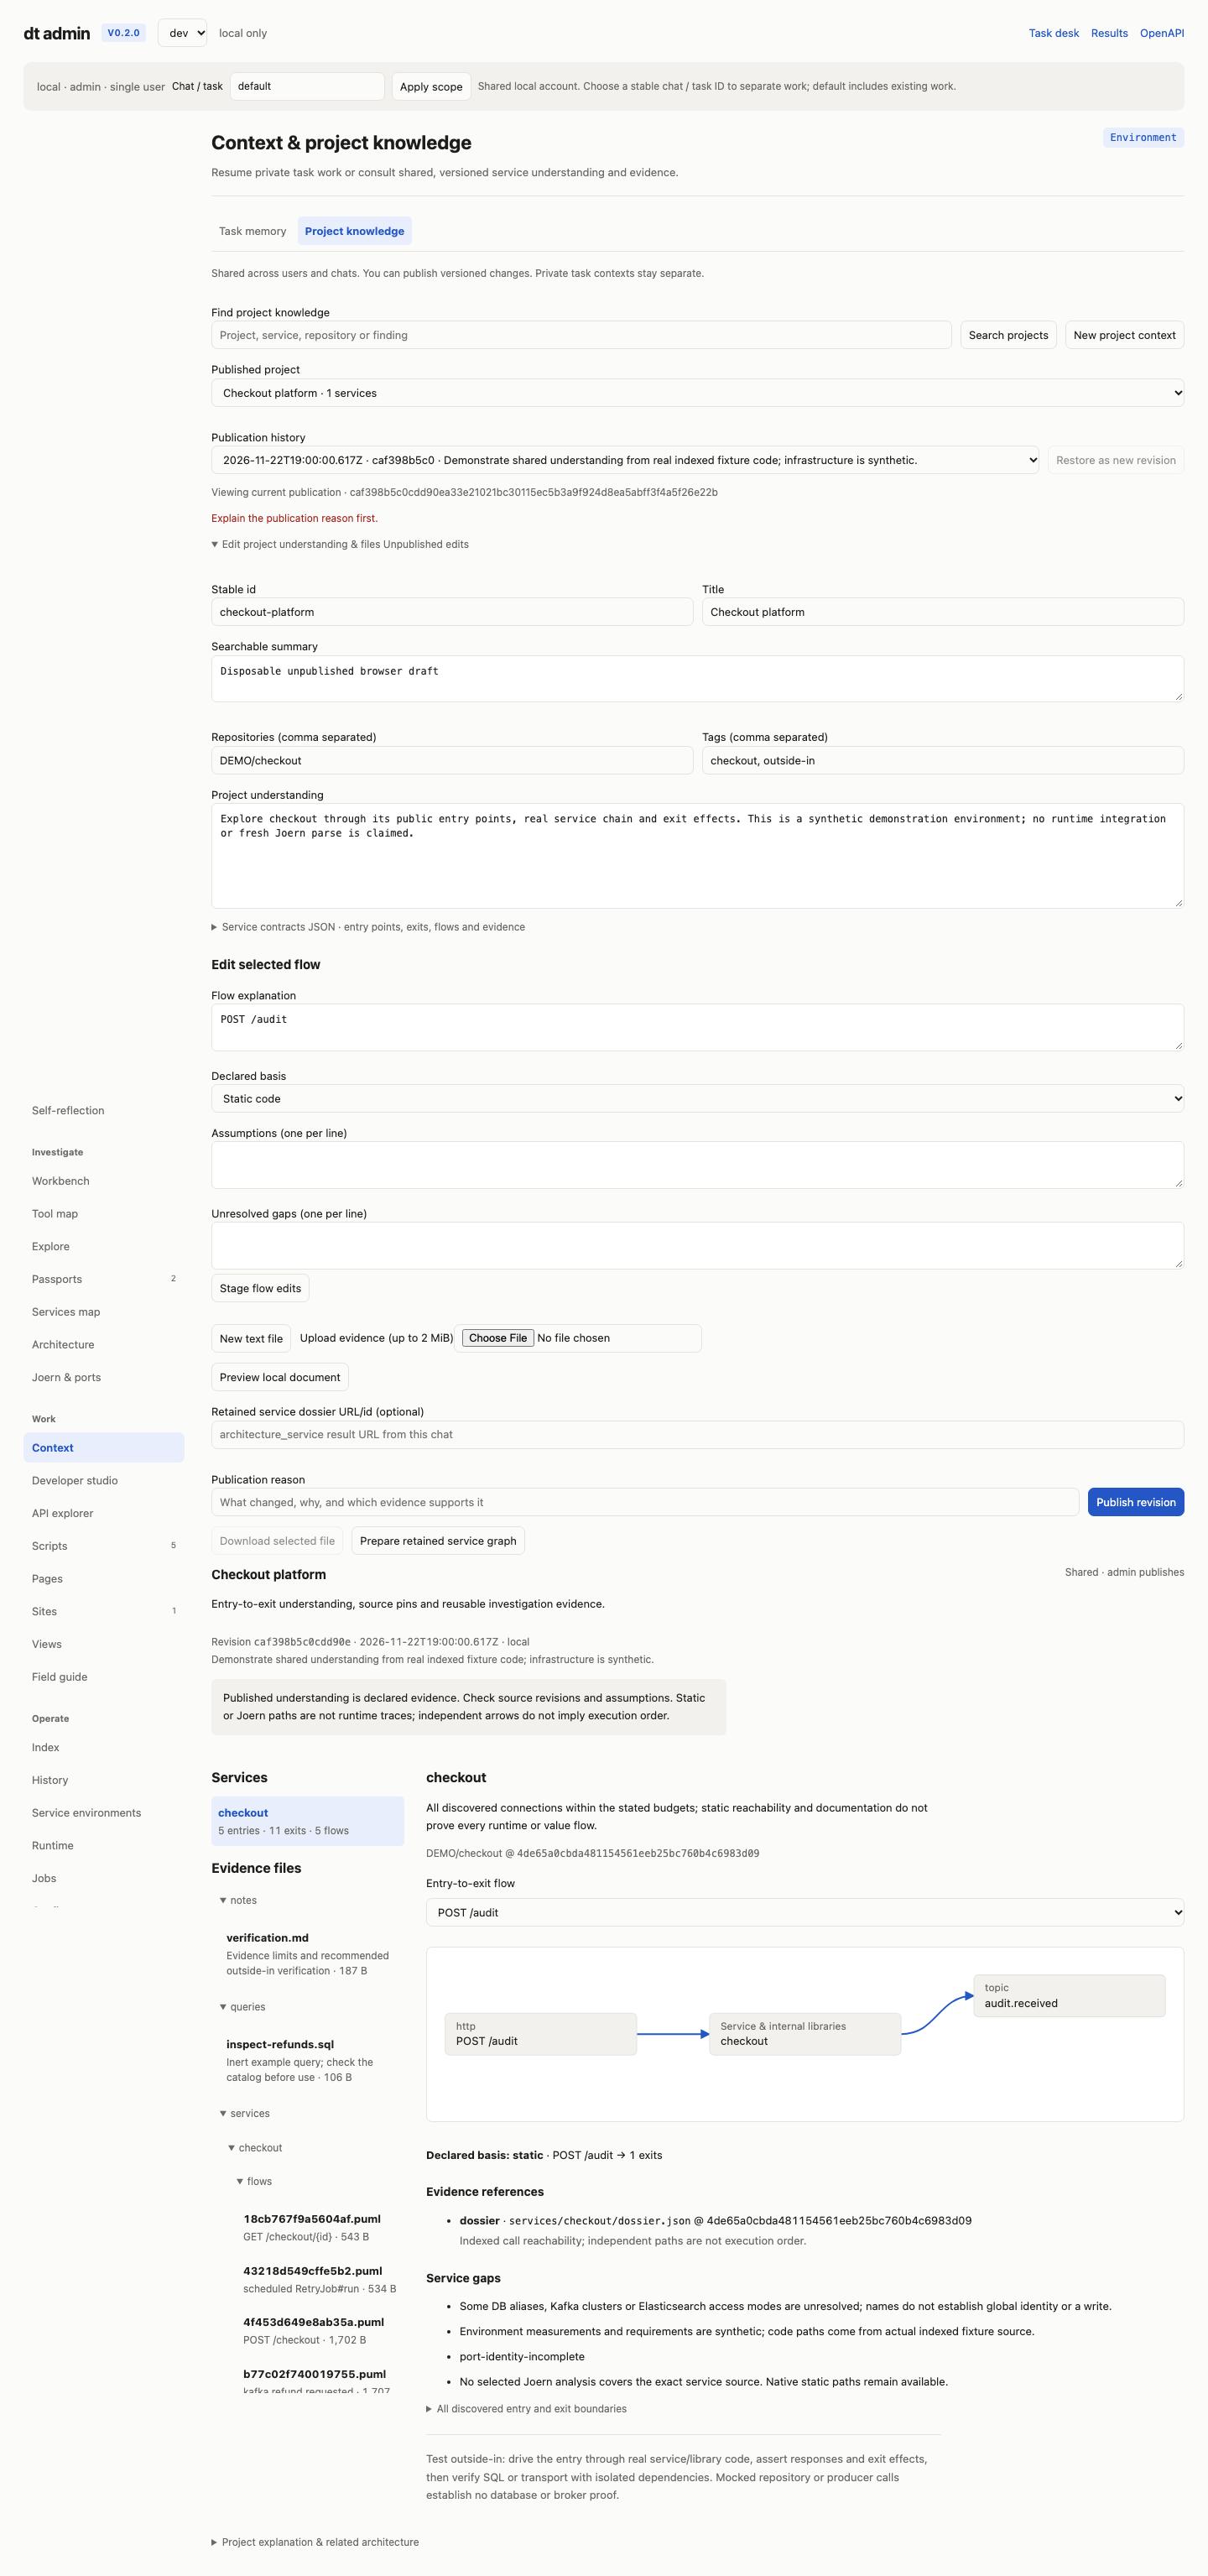 dt admin
V0.2.0
dev
local only
Task desk
Results
OpenAPI
local · admin · single user
Chat / task
default
Apply scope
Shared local account. Choose a stable chat / task ID to separate work; default includes existing work.
Context & project knowledge
Environment
Resume private task work or consult shared, versioned service understanding and evidence.
Task memory
Project knowledge
Shared across users and chats. You can publish versioned changes. Private task contexts stay separate.
Find project knowledge
Project, service, repository or finding
Search projects
New project context
Published project
Checkout platform · 1 services
Publication history
2026-11-22T19:00:00.617Z · caf398b5c0 · Demonstrate shared understanding from real indexed fixture code; infrastructure is synthetic.
Restore as new revision
Viewing current publication · caf398b5c0cdd90ea33e21021bc30115ec5b3a9f924d8ea5abff3f4a5f26e22b
Explain the publication reason first.
▼ Edit project understanding & files Unpublished edits
Stable id
Title
checkout-platform
Checkout platform
Searchable summary
Disposable unpublished browser draft
Repositories (comma separated)
Tags (comma separated)
DEMO/checkout
checkout, outside-in
Project understanding
Explore checkout through its public entry points, real service chain and exit effects. This is a synthetic demonstration environment; no runtime integration
or fresh Joern parse is claimed.
▶ Service contracts JSON · entry points, exits, flows and evidence
Edit selected flow
Flow explanation
POST /audit
Declared basis
Static code
Assumptions (one per line)
Unresolved gaps (one per line)
Stage flow edits
New text file
Upload evidence (up to 2 MiB)
Choose File
No file chosen
Preview local document
Retained service dossier URL/id (optional)
architecture_service result URL from this chat
Publication reason
What changed, why, and which evidence supports it
Publish revision
Download selected file
Prepare retained service graph
Self-reflection
Investigate
Workbench
Tool map
Explore
Passports
2
Services map
Architecture
Joern & ports
Work
Context
Developer studio
API explorer
Scripts
5
Pages
Sites
1
Views
Field guide
Operate
Index
History
Service environments
Runtime
Jobs
Checkout platform
Shared · admin publishes
Entry-to-exit understanding, source pins and reusable investigation evidence.
Revision caf398b5c0cdd90e · 2026-11-22T19:00:00.617Z · local
Demonstrate shared understanding from real indexed fixture code; infrastructure is synthetic.
Published understanding is declared evidence. Check source revisions and assumptions. Static
or Joern paths are not runtime traces; independent arrows do not imply execution order.
Services
checkout
5 entries · 11 exits · 5 flows
Evidence files
▼ notes
verification.md
Evidence limits and recommended
outside-in verification · 187 B
▼ queries
inspect-refunds.sql
Inert example query; check the
catalog before use · 106 B
▼ services
▼ checkout
▼ flows
18cb767f9a5604af.puml
GET /checkout/{id} · 543 B
43218d549cffe5b2.puml
scheduled RetryJob#run · 534 B
4f453d649e8ab35a.puml
POST /checkout · 1,702 B
b77c02f740019755.puml
kafka refund requested · 1,707
checkout
All discovered connections within the stated budgets; static reachability and documentation do not
prove every runtime or value flow.
DEMO/checkout @ 4de65a0cbda481154561eeb25bc760b4c6983d09
Entry-to-exit flow
POST /audit
http
POST /audit
Service & internal libraries
checkout
topic
audit.received
Declared basis: static · POST /audit → 1 exits
Evidence references
• dossier · services/checkout/dossier.json @ 4de65a0cbda481154561eeb25bc760b4c6983d09
Indexed call reachability; independent paths are not execution order.
Service gaps
• Some DB aliases, Kafka clusters or Elasticsearch access modes are unresolved; names do not establish global identity or a write.
• Environment measurements and requirements are synthetic; code paths come from actual indexed fixture source.
• port-identity-incomplete
• No selected Joern analysis covers the exact service source. Native static paths remain available.
▶ All discovered entry and exit boundaries
Test outside-in: drive the entry through real service/library code, assert responses and exit effects,
then verify SQL or transport with isolated dependencies. Mocked repository or producer calls
establish no database or broker proof.
▶ Project explanation & related architecture